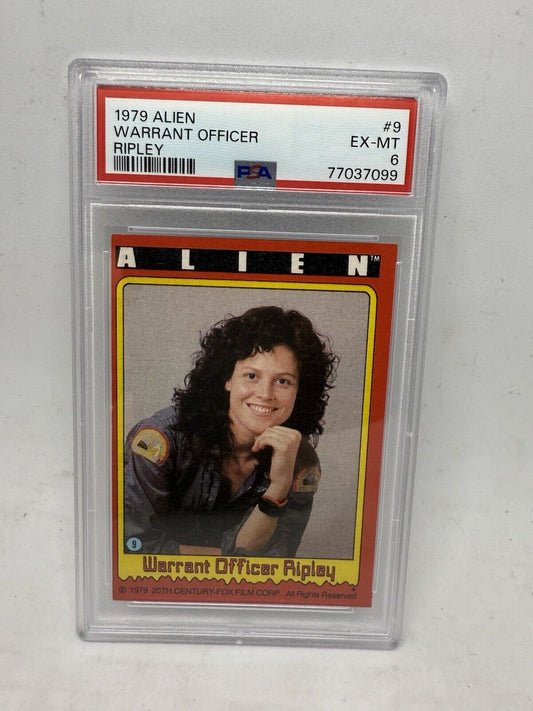 1979 ALIEN #9
WARRANT OFFICER EX-MT
RIPLEY 6
PSA 77037099
ALIEN™
9
Warrant Officer Ripley
© 1979 20TH CENTURY-FOX FILM CORP. All Rights Reserved